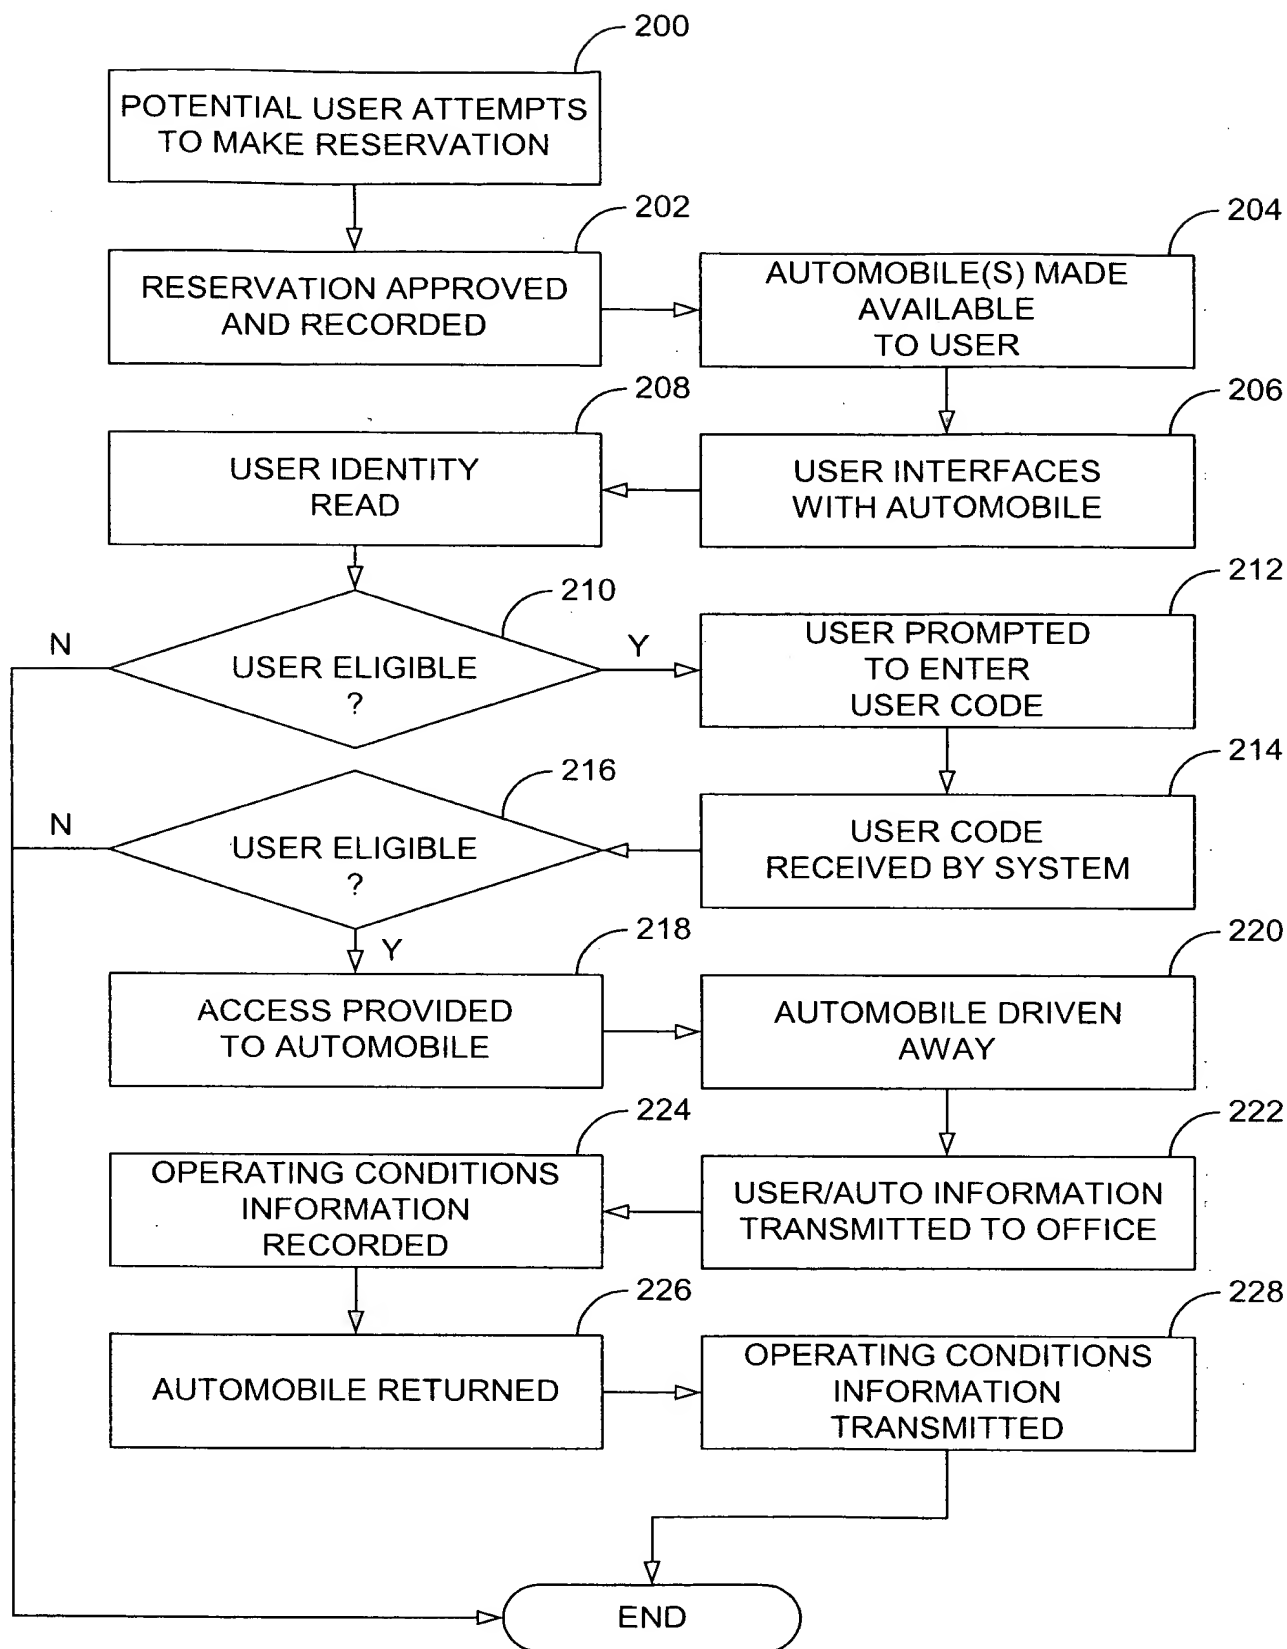 200
POTENTIAL USER ATTEMPTS
TO MAKE RESERVATION
202
RESERVATION APPROVED
AND RECORDED
204
AUTOMOBILE(S) MADE
AVAILABLE
TO USER
206
USER INTERFACES
WITH AUTOMOBILE
208
USER IDENTITY
READ
210
USER ELIGIBLE
?
N
Y
212
USER PROMPTED
TO ENTER
USER CODE
214
USER CODE
RECEIVED BY SYSTEM
216
USER ELIGIBLE
?
N
Y
218
ACCESS PROVIDED
TO AUTOMOBILE
220
AUTOMOBILE DRIVEN
AWAY
222
USER/AUTO INFORMATION
TRANSMITTED TO OFFICE
224
OPERATING CONDITIONS
INFORMATION
RECORDED
226
AUTOMOBILE RETURNED
228
OPERATING CONDITIONS
INFORMATION
TRANSMITTED
END